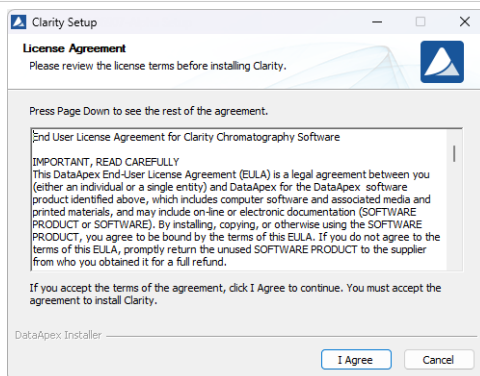 Clarity Setup
License Agreement
Please review the license terms before installing Clarity.
Press Page Down to see the rest of the agreement.
End User License Agreement for Clarity Chromatography Software
IMPORTANT, READ CAREFULLY
This DataApex End-User License Agreement (EULA) is a legal agreement between you
(either an individual or a single entity) and DataApex for the DataApex software
product identified above, which includes computer software and associated media and
printed materials, and may include on-line or electronic documentation (SOFTWARE
PRODUCT or SOFTWARE). By installing, copying, or otherwise using the SOFTWARE
PRODUCT, you agree to be bound by the terms of this EULA. If you do not agree to the
terms of this EULA, promptly return the unused SOFTWARE PRODUCT to the supplier
from who you obtained it for a full refund.
If you accept the terms of the agreement, click I Agree to continue. You must accept the
agreement to install Clarity.
DataApex Installer
I Agree Cancel